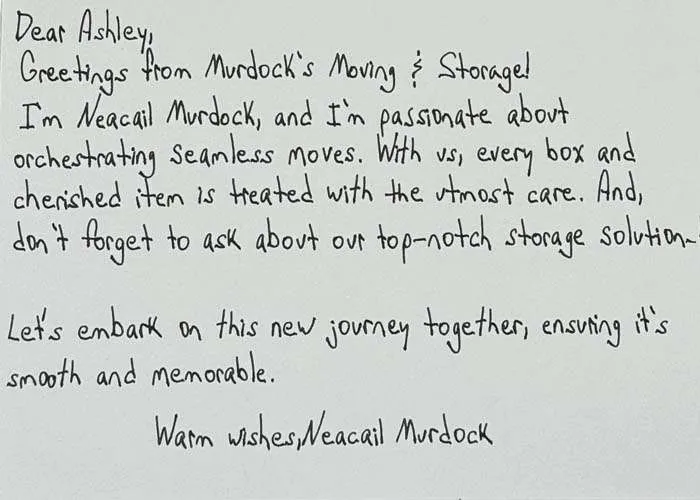 Dear Ashley,
Greetings from Murdock's Moving & Storage!
I'm Neacail Murdock, and I'm passionate about
orchestrating seamless moves. With us, every box and
cherished item is treated with the utmost care. And,
don't forget to ask about our top-notch storage solution
Let's embark on this new journey together, ensuring it's
smooth and memorable.
Warm wishes,Neacail Murdock